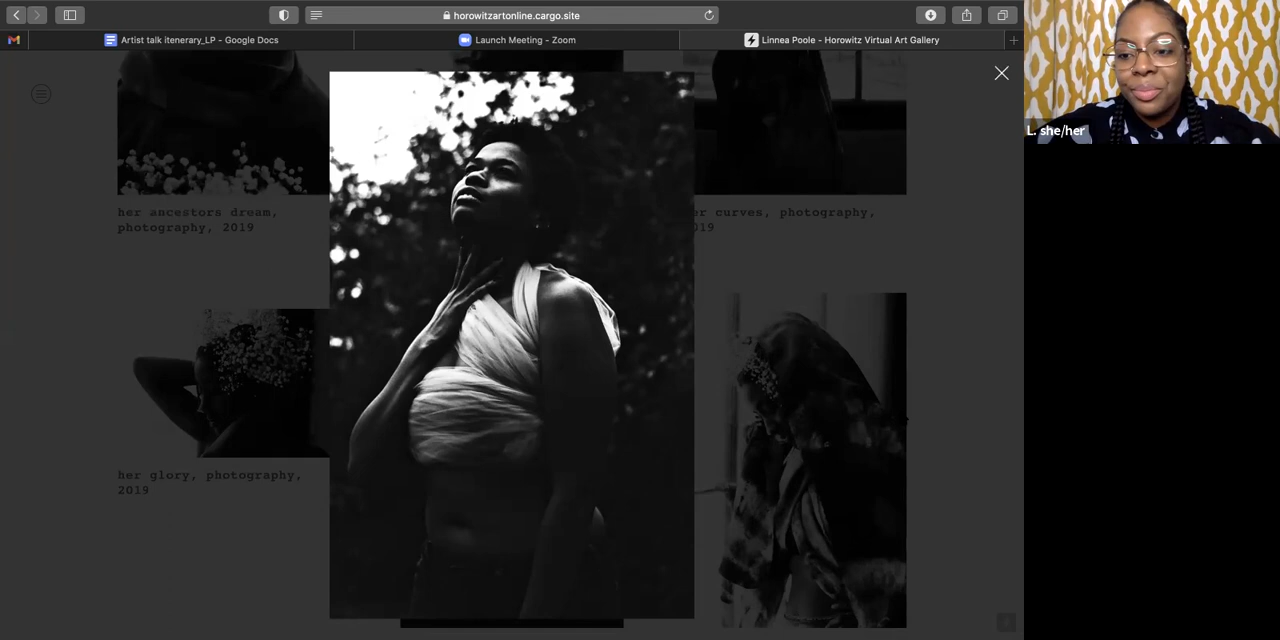 horowitzartonline.cargo.site
Artist talk itenerary_LP - Google Docs
Launch Meeting - Zoom
Linnea Poole - Horowitz Virtual Art Gallery
L. she/her
her ancestors dream,
photography, 2019
er curves, photography,
019
her glory, photography,
2019